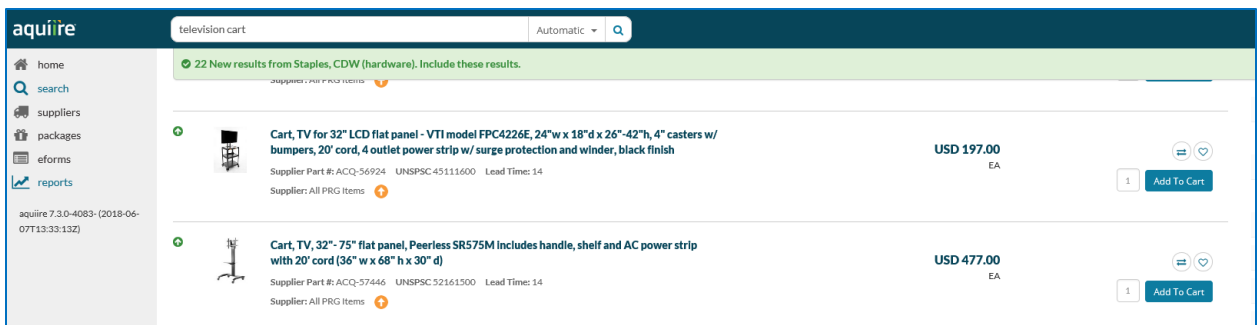 aquiire
television cart
Automatic
home
search
suppliers
packages
eforms
reports
aquiire 7.3.0-4083- (2018-06-
07T13:33:13Z)
22 New results from Staples, CDW (hardware). Include these results.
Supplier: All PRG Items
Add To Cart
Cart, TV for 32" LCD flat panel - VTI model FPC4226E, 24"w x 18"d x 26"-42"h, 4" casters w/
bumpers, 20' cord, 4 outlet power strip w/ surge protection and winder, black finish
Supplier Part #: ACQ-56924 UNSPSC 45111600 Lead Time: 14
Supplier: All PRG Items
USD 197.00
EA
1 Add To Cart
Cart, TV, 32"- 75" flat panel, Peerless SR575M includes handle, shelf and AC power strip
with 20' cord (36" w x 68" h x 30" d)
Supplier Part #: ACQ-57446 UNSPSC 52161500 Lead Time: 14
Supplier: All PRG Items
USD 477.00
EA
1 Add To Cart